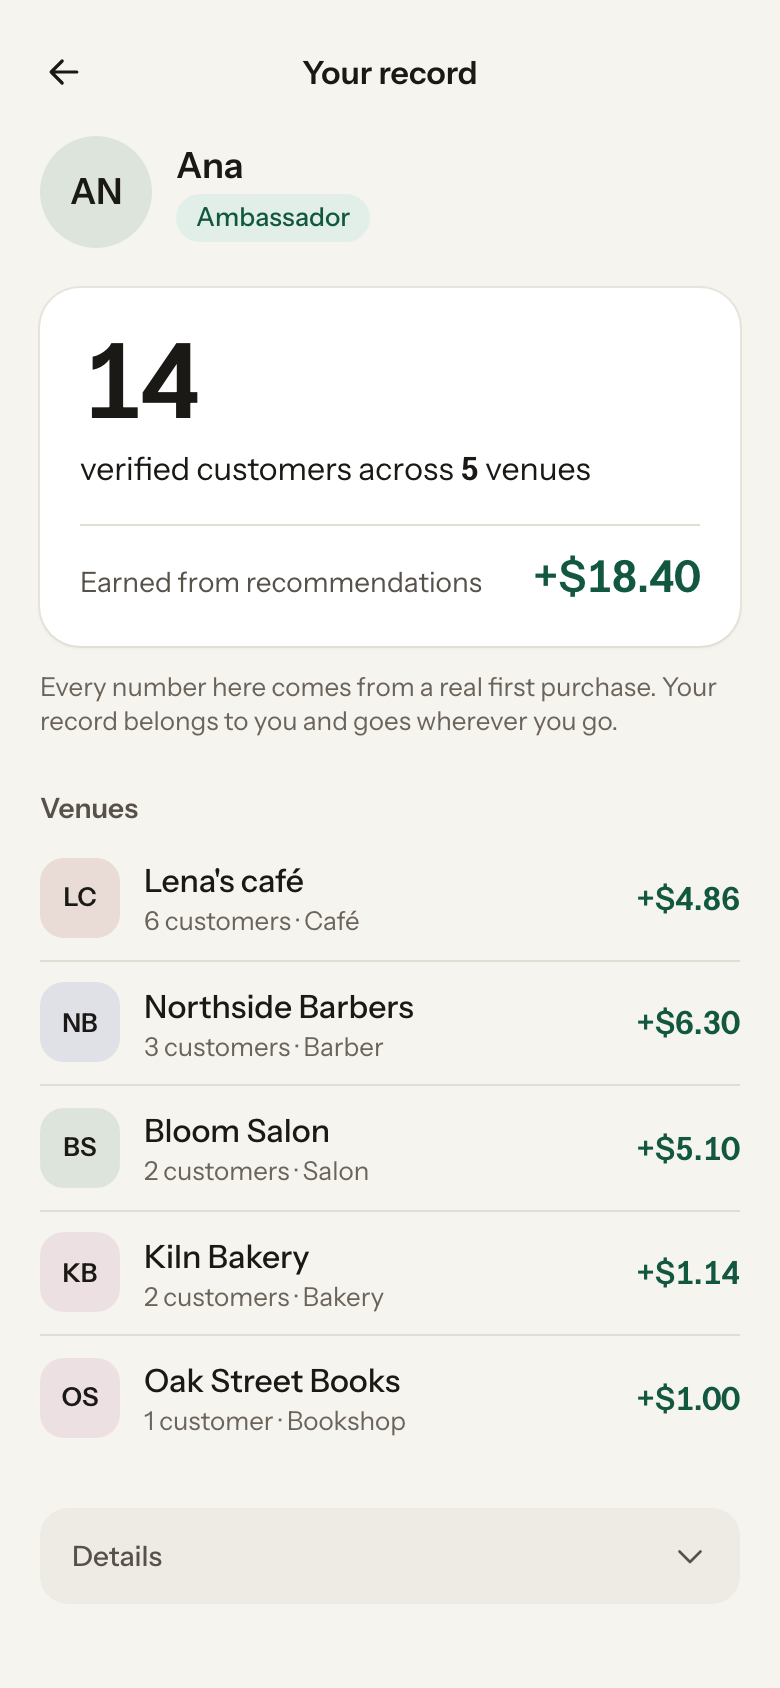 Your record
AN
Ana
Ambassador
14
verified customers across 5 venues
Earned from recommendations +$18.40
Every number here comes from a real first purchase. Your
record belongs to you and goes wherever you go.
Venues
LC
Lena's café
6 customers · Café
+$4.86
NB
Northside Barbers
3 customers · Barber
+$6.30
BS
Bloom Salon
2 customers · Salon
+$5.10
KB
Kiln Bakery
2 customers · Bakery
+$1.14
OS
Oak Street Books
1 customer · Bookshop
+$1.00
Details